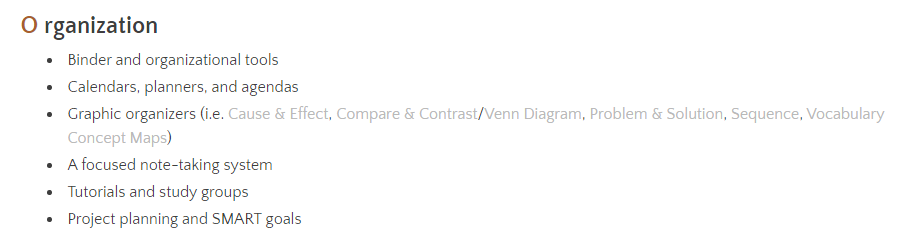 O rganization
• Binder and organizational tools
• Calendars, planners, and agendas
• Graphic organizers (i.e. Cause & Effect, Compare & Contrast/Venn Diagram, Problem & Solution, Sequence, Vocabulary
Concept Maps)
• A focused note-taking system
• Tutorials and study groups
• Project planning and SMART goals